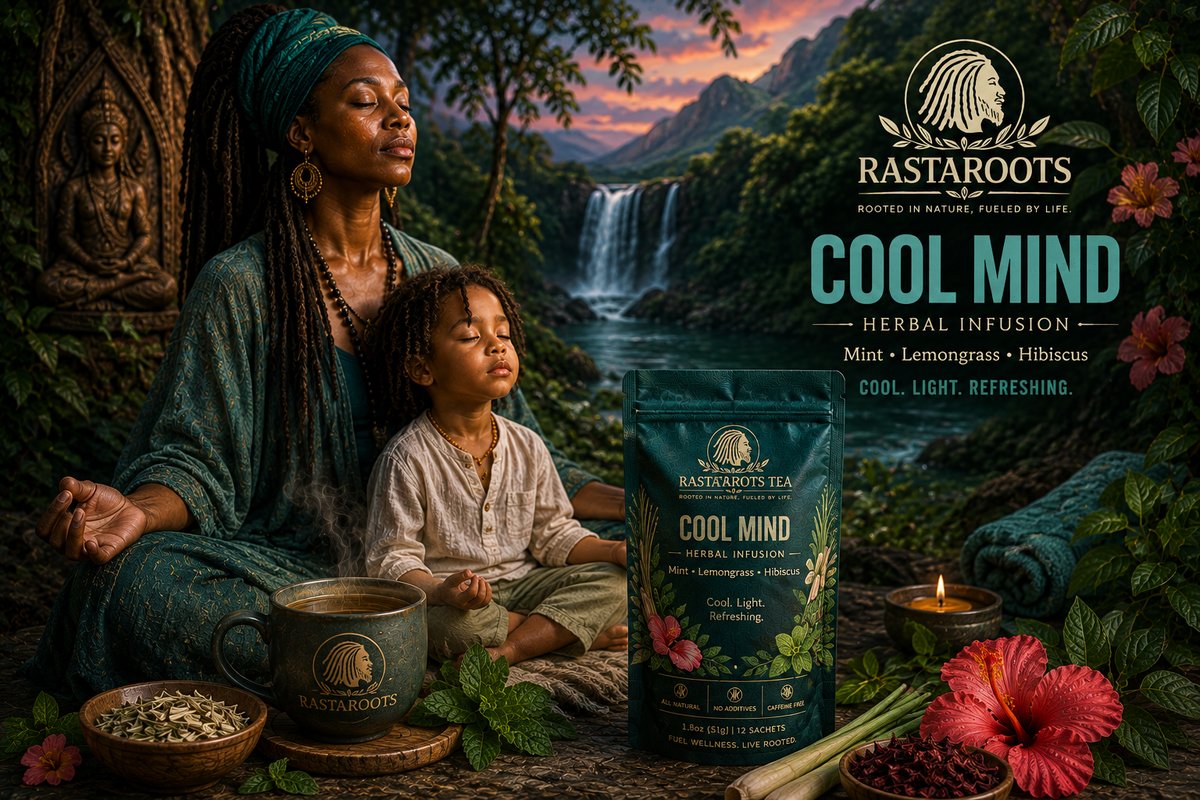 RASTAROOTS
ROOTED IN NATURE, FUELED BY LIFE.
COOL MIND
HERBAL INFUSION
Mint • Lemongrass • Hibiscus
COOL. LIGHT. REFRESHING.
RASTA'AROTS TEA
ROOTED IN NATURE, FUELED BY LIFE.
COOL MIND
HERBAL INFUSION
Mint • Lemongrass • Hibiscus
Cool. Light.
Refreshing.
ALL NATURAL
NO ADDITIVES
CAFFEINE FREE
1.8oz (51g) | 12 SACHETS
FUEL WELLNESS. LIVE ROOTED.
RASTAROOTS